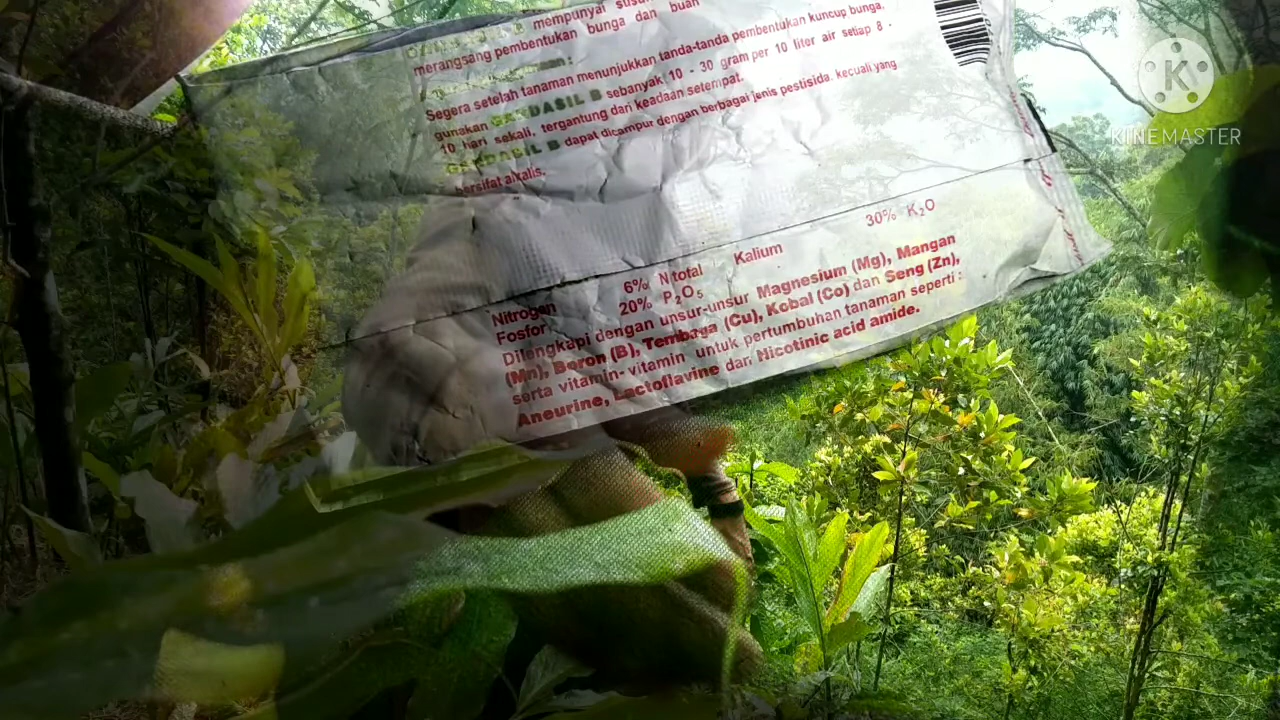 GANDASIL B mempunyai
merangsang pembentukan bunga dan buah
Segera setelah tanaman menunjukkan tanda-tanda pembentukan kuncup bunga,
gunakan GANDASIL B sebanyak 10 - 30 gram per 10 liter air setiap 8 -
10 hari sekali, tergantung dari keadaan setempat.
GANDASIL B dapat dicampur dengan berbagai jenis pestisida, kecuali yang
bersifat alkalis.
Nitrogen 6% N total Kalium 30% K₂O
Fosfor 20% P₂O₅
Dilengkapi dengan unsur-unsur Magnesium (Mg), Mangan
(Mn), Boron (B), Tembaga (Cu), Kobal (Co) dan Seng (Zn),
serta vitamin-vitamin untuk pertumbuhan tanaman seperti :
Aneurine, Lactoflavine dan Nicotinic acid amide.
K
KINEMASTER